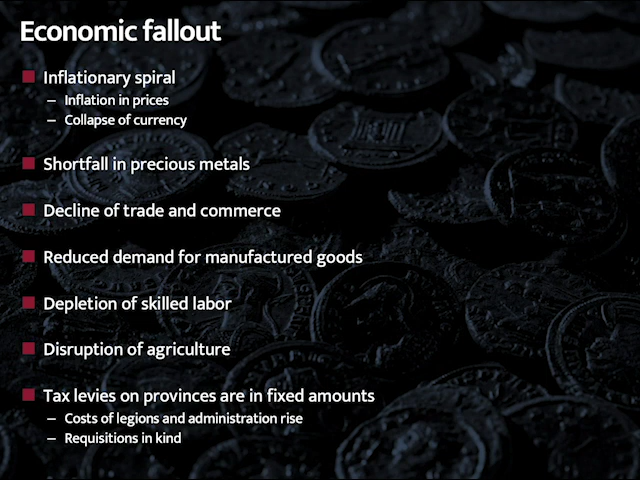 Economic fallout
Inflationary spiral
– Inflation in prices
– Collapse of currency
Shortfall in precious metals
Decline of trade and commerce
Reduced demand for manufactured goods
Depletion of skilled labor
Disruption of agriculture
Tax levies on provinces are in fixed amounts
– Costs of legions and administration rise
– Requisitions in kind